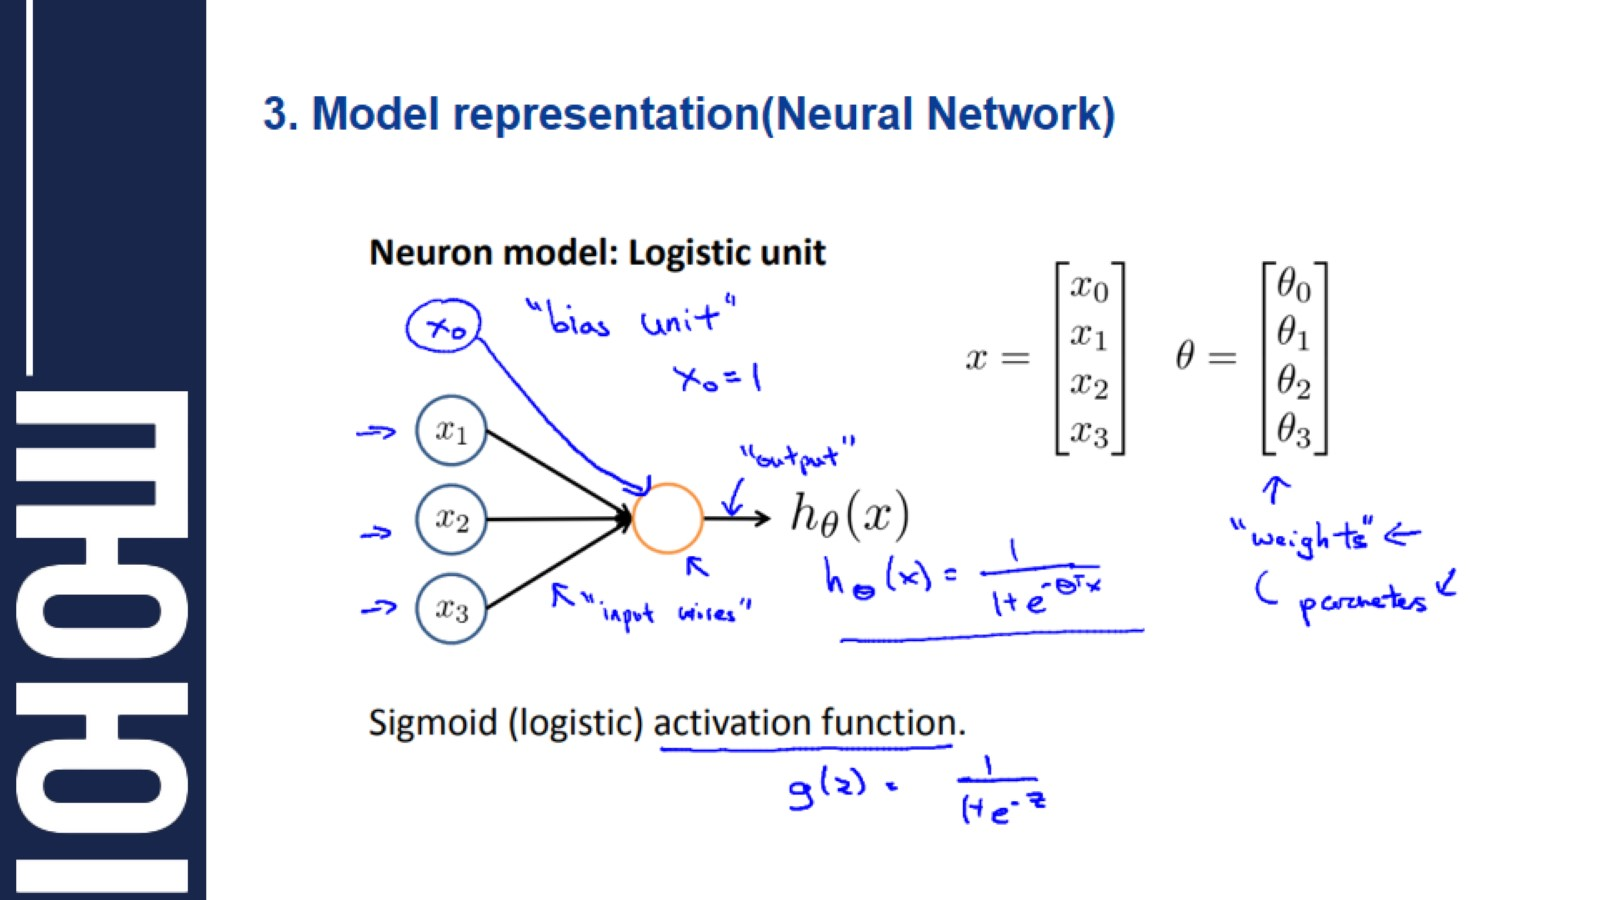 3. Model representation(Neural Network)
Neuron model: Logistic unit
x₀ "bias unit"
x₀ = 1
x₁
x₂
x₃
"output"
hθ(x)
"input wires"
hθ(x) = 1 / (1 + e^(-θᵀx))
x = [x₀ x₁ x₂ x₃]
θ = [θ₀ θ₁ θ₂ θ₃]
"weights"
( parameters
Sigmoid (logistic) activation function.
g(z) = 1 / (1 + e^(-z))